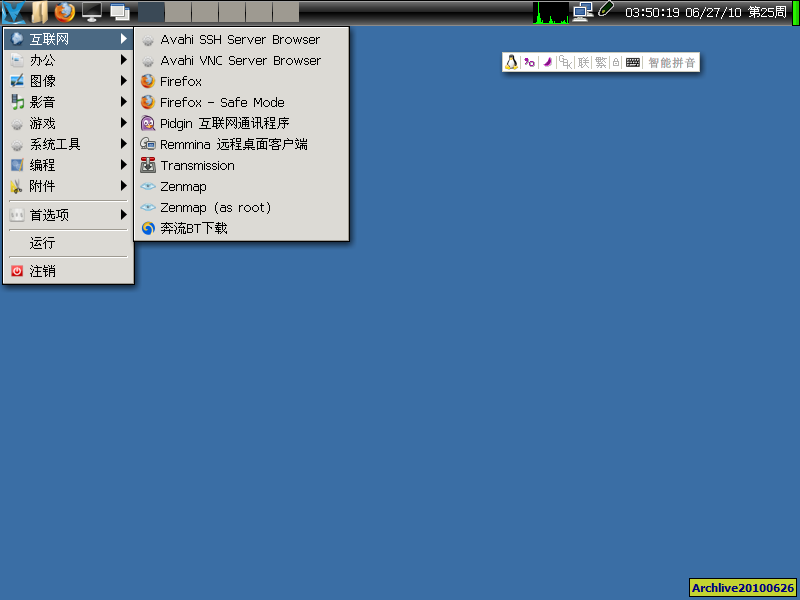 03:50:19 06/27/10 第25周
互联网
办公
图像
影音
游戏
系统工具
编程
附件
首选项
运行
注销
Avahi SSH Server Browser
Avahi VNC Server Browser
Firefox
Firefox - Safe Mode
Pidgin 互联网通讯程序
Remmina 远程桌面客户端
Transmission
Zenmap
Zenmap (as root)
奔流BT下载
联 繁 智能拼音
Archlive20100626